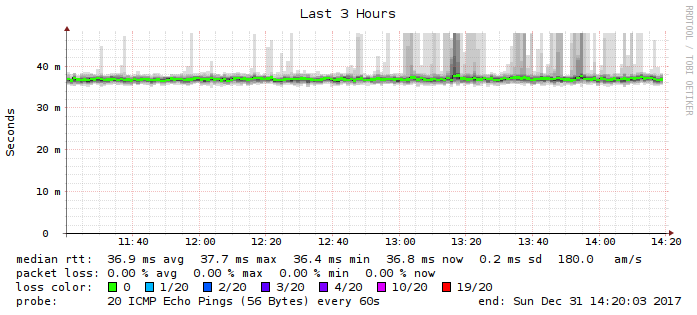 Last 3 Hours
RRDTOOL / TOBI OETIKER
Seconds
40 m
30 m
20 m
10 m
0
11:40 12:00 12:20 12:40 13:00 13:20 13:40 14:00 14:20
median rtt: 36.9 ms avg 37.7 ms max 36.4 ms min 36.8 ms now 0.2 ms sd 180.0 am/s
packet loss: 0.00 % avg 0.00 % max 0.00 % min 0.00 % now
loss color: 0 1/20 2/20 3/20 4/20 10/20 19/20
probe: 20 ICMP Echo Pings (56 Bytes) every 60s end: Sun Dec 31 14:20:03 2017